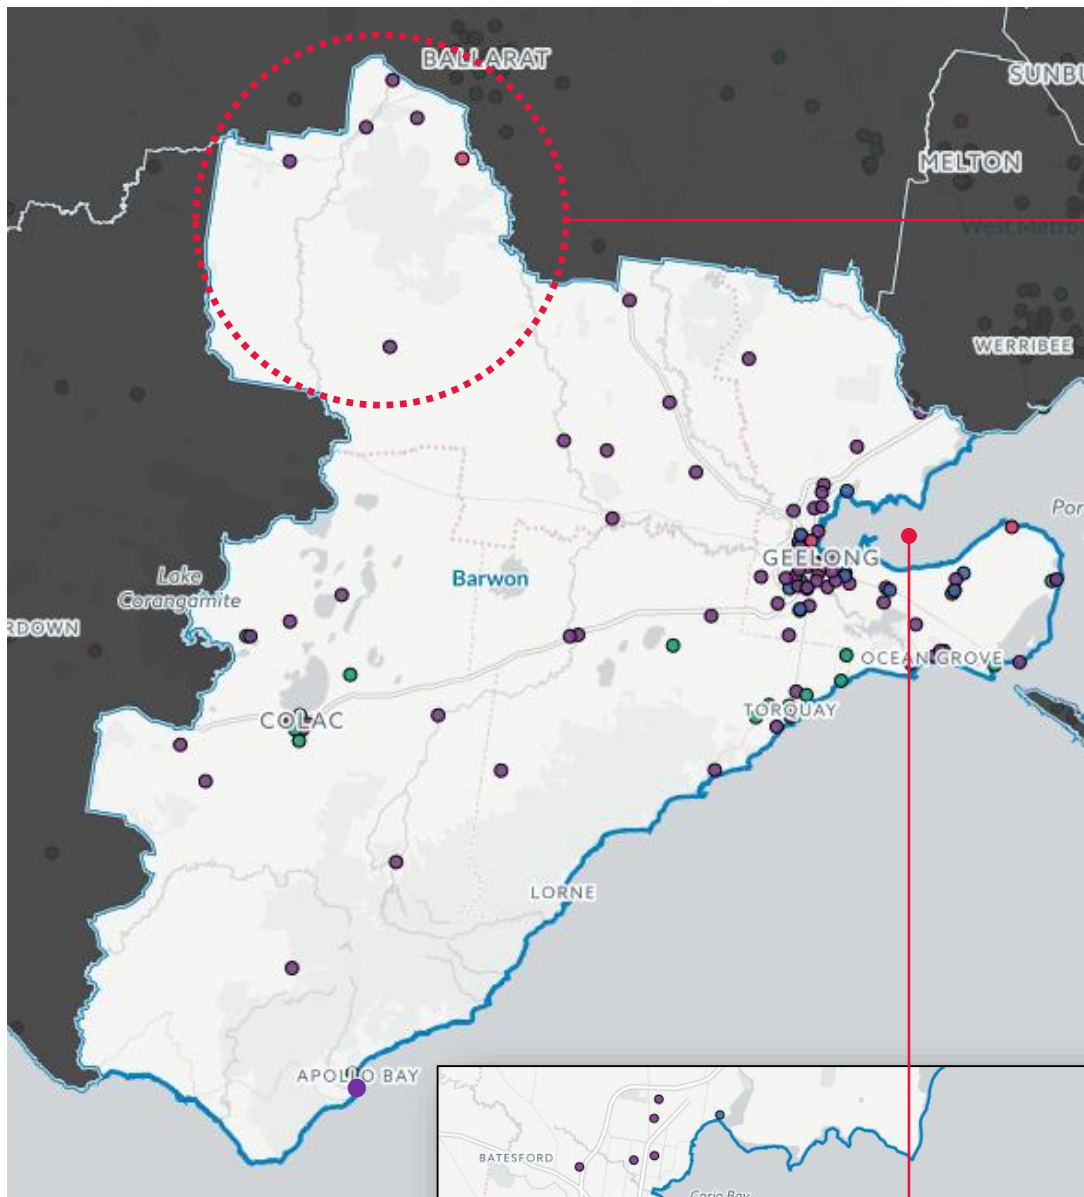 BALLARAT
SUNBU
MELTON
West Metro
WERRIBEE
Por
GEELONG
Lake
Corangamite
Barwon
RDOWN
OCEAN GROVE
TORQUAY
COLAC
LORNE
APOLLO BAY
BATESFORD
Corio Bay